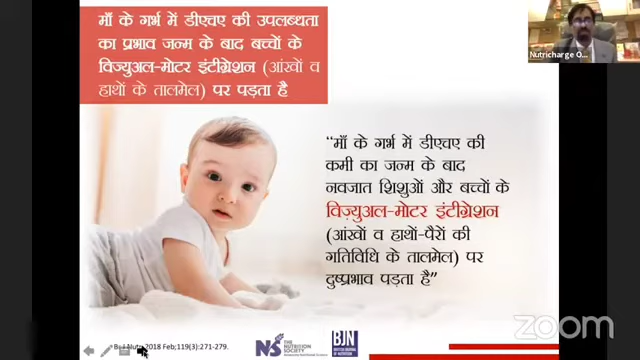 माँ के गर्भ में डीएचए की उपलब्धता
का प्रभाव जन्म के बाद बच्चों के
विज्युअल-मोटर इंटीग्रेशन (आंखों व
हाथों के तालमेल) पर पड़ता है
Nutricharge O...
“माँ के गर्भ में डीएचए की
कमी का जन्म के बाद
नवजात शिशुओं और बच्चों के
विज़्युअल-मोटर इंटीग्रेशन
(आंखों व हाथों-पैरों की
गतिविधि के तालमेल) पर
दुष्प्रभाव पड़ता है”
2018 Feb;119(3):271-279.
NS THE NUTRITION SOCIETY
BJN
zoom